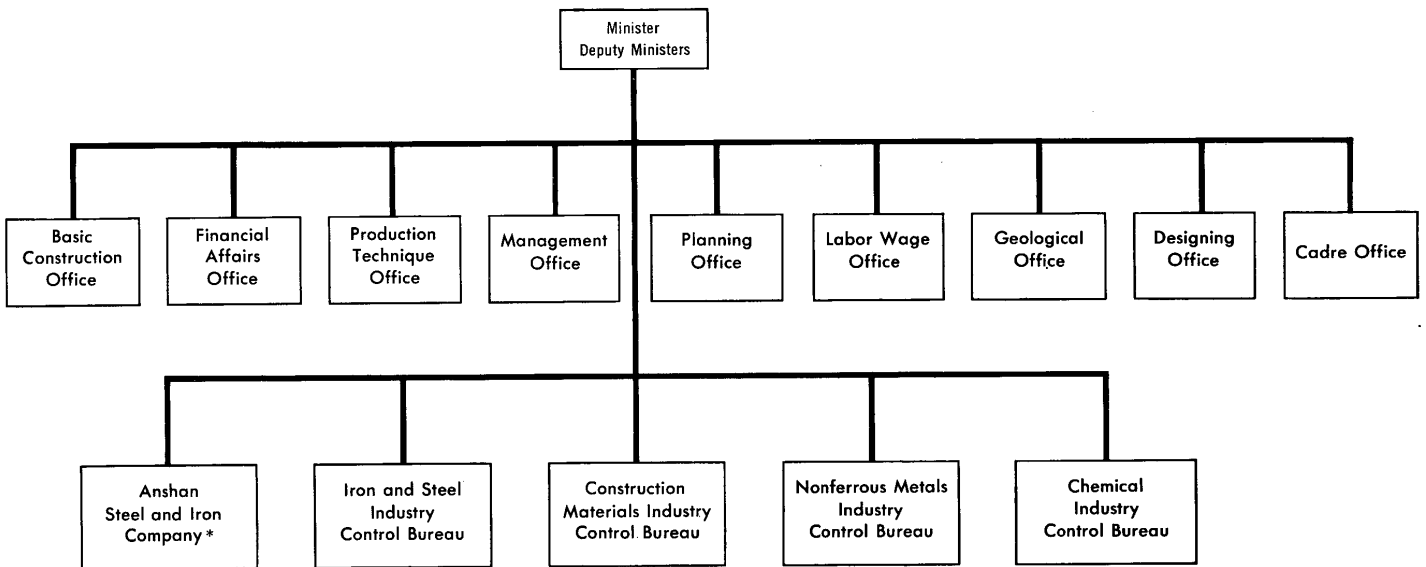 Minister
Deputy Ministers
Basic
Construction
Office
Financial
Affairs
Office
Production
Technique
Office
Management
Office
Planning
Office
Labor Wage
Office
Geological
Office
Designing
Office
Cadre Office
Anshan
Steel and Iron
Company*
Iron and Steel
Industry
Control Bureau
Construction
Materials Industry
Control Bureau
Nonferrous Metals
Industry
Control Bureau
Chemical
Industry
Control Bureau